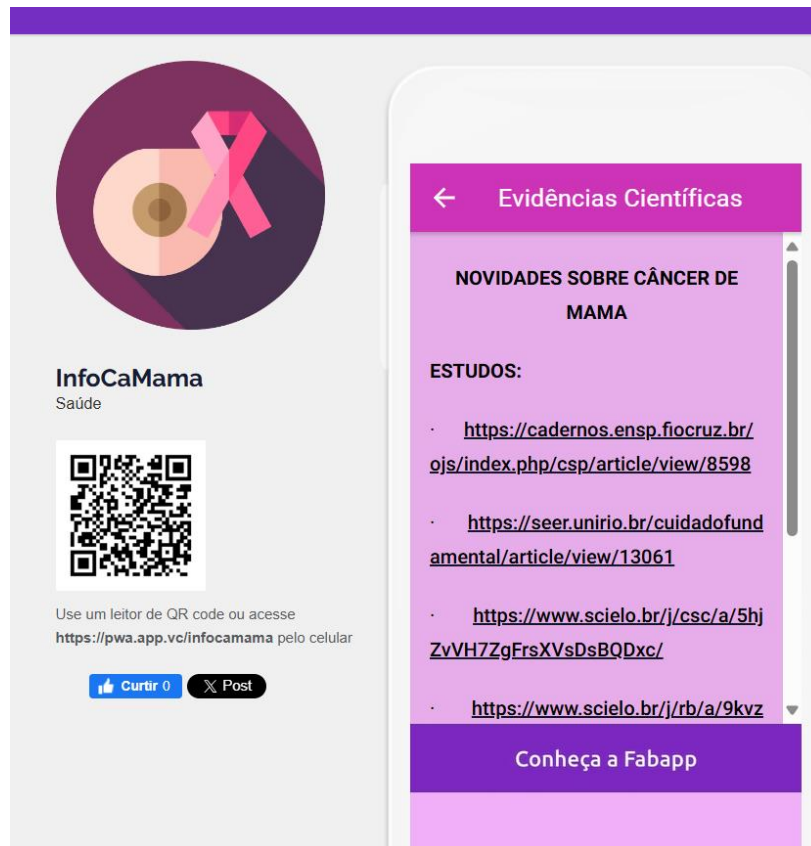 InfoCaMama
Saúde
Use um leitor de QR code ou acesse
https://pwa.app.vc/infocamama pelo celular
Curtir 0
X Post
Evidências Científicas
NOVIDADES SOBRE CÂNCER DE
MAMA
ESTUDOS:
· https://cadernos.ensp.fiocruz.br/
ojs/index.php/csp/article/view/8598
· https://seer.unirio.br/cuidadofund
amental/article/view/13061
· https://www.scielo.br/j/csc/a/5hj
ZvVH7ZgFrsXVsDsBQDxc/
· https://www.scielo.br/j/rb/a/9kvz
Conheça a Fabapp